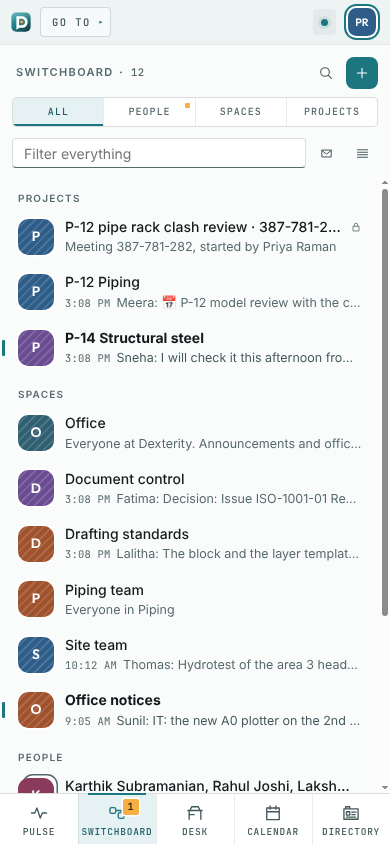 GO TO
PR
SWITCHBOARD · 12
ALL
PEOPLE
SPACES
PROJECTS
Filter everything
PROJECTS
P
P-12 pipe rack clash review · 387-781-2...
Meeting 387-781-282, started by Priya Raman
P
P-12 Piping
3:08 PM Meera: 📅 P-12 model review with the c...
P
P-14 Structural steel
3:08 PM Sneha: I will check it this afternoon fro...
SPACES
O
Office
Everyone at Dexterity. Announcements and offic...
D
Document control
3:08 PM Fatima: Decision: Issue ISO-1001-01 Re...
D
Drafting standards
3:08 PM Lalitha: The block and the layer templat...
P
Piping team
Everyone in Piping
S
Site team
10:12 AM Thomas: Hydrotest of the area 3 head...
O
Office notices
9:05 AM Sunil: IT: the new A0 plotter on the 2nd ...
PEOPLE
Karthik Subramanian, Rahul Joshi, Laksh...
1
PULSE
SWITCHBOARD
DESK
CALENDAR
DIRECTORY